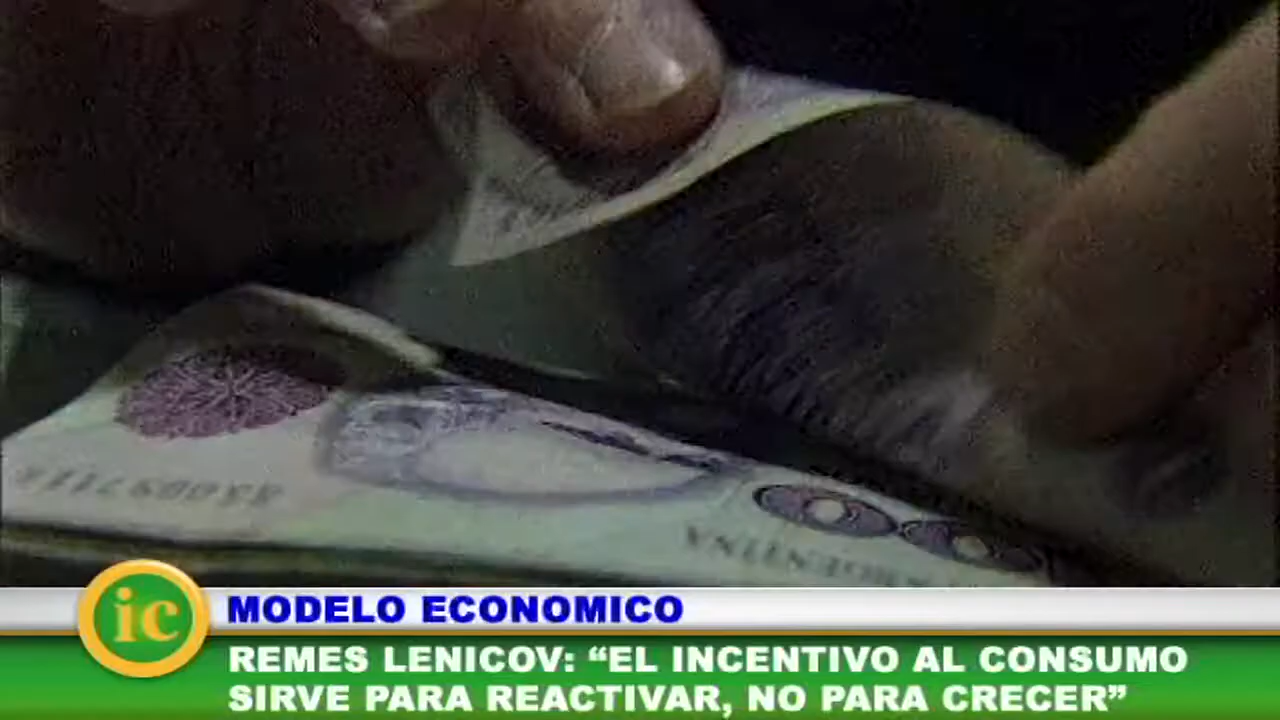 ic
MODELO ECONOMICO
REMES LENICOV: “EL INCENTIVO AL CONSUMO
SIRVE PARA REACTIVAR, NO PARA CRECER”